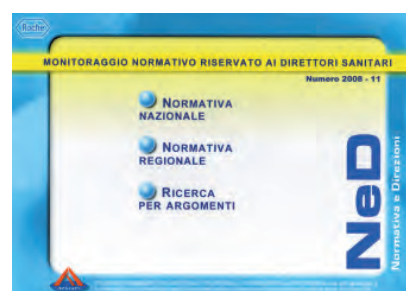 Roche
MONITORAGGIO NORMATIVO RISERVATO AI DIRETTORI SANITARI
Numero 2008 - 11
NORMATIVA
NAZIONALE
NORMATIVA
REGIONALE
RICERCA
PER ARGOMENTI
NeD
Normativa e Direzioni